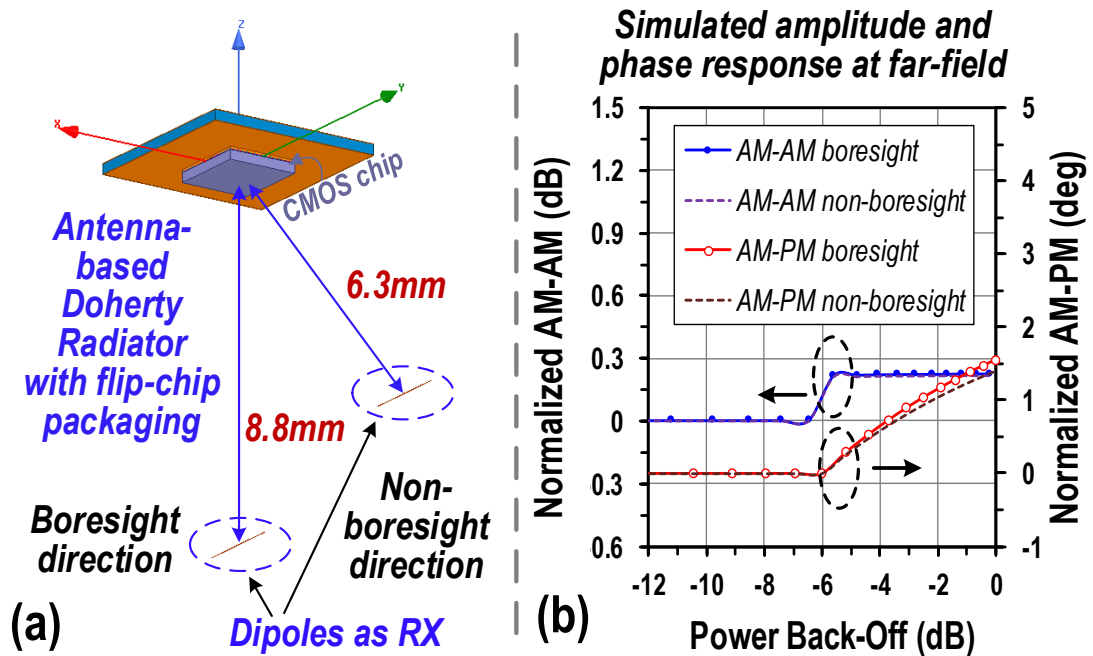 Z
X
Y
CMOS chip
Antenna-
based
Doherty
Radiator
with flip-chip
packaging
6.3mm
8.8mm
Boresight
direction
Non-
boresight
direction
Dipoles as RX
(a)
Simulated amplitude and
phase response at far-field
1.5
1.2
0.9
0.6
0.3
0
0.3
0.6
Normalized AM-AM (dB)
AM-AM boresight
AM-AM non-boresight
AM-PM boresight
AM-PM non-boresight
5
4
3
2
1
0
-1
Normalized AM-PM (deg)
-12 -10 -8 -6 -4 -2 0
Power Back-Off (dB)
(b)